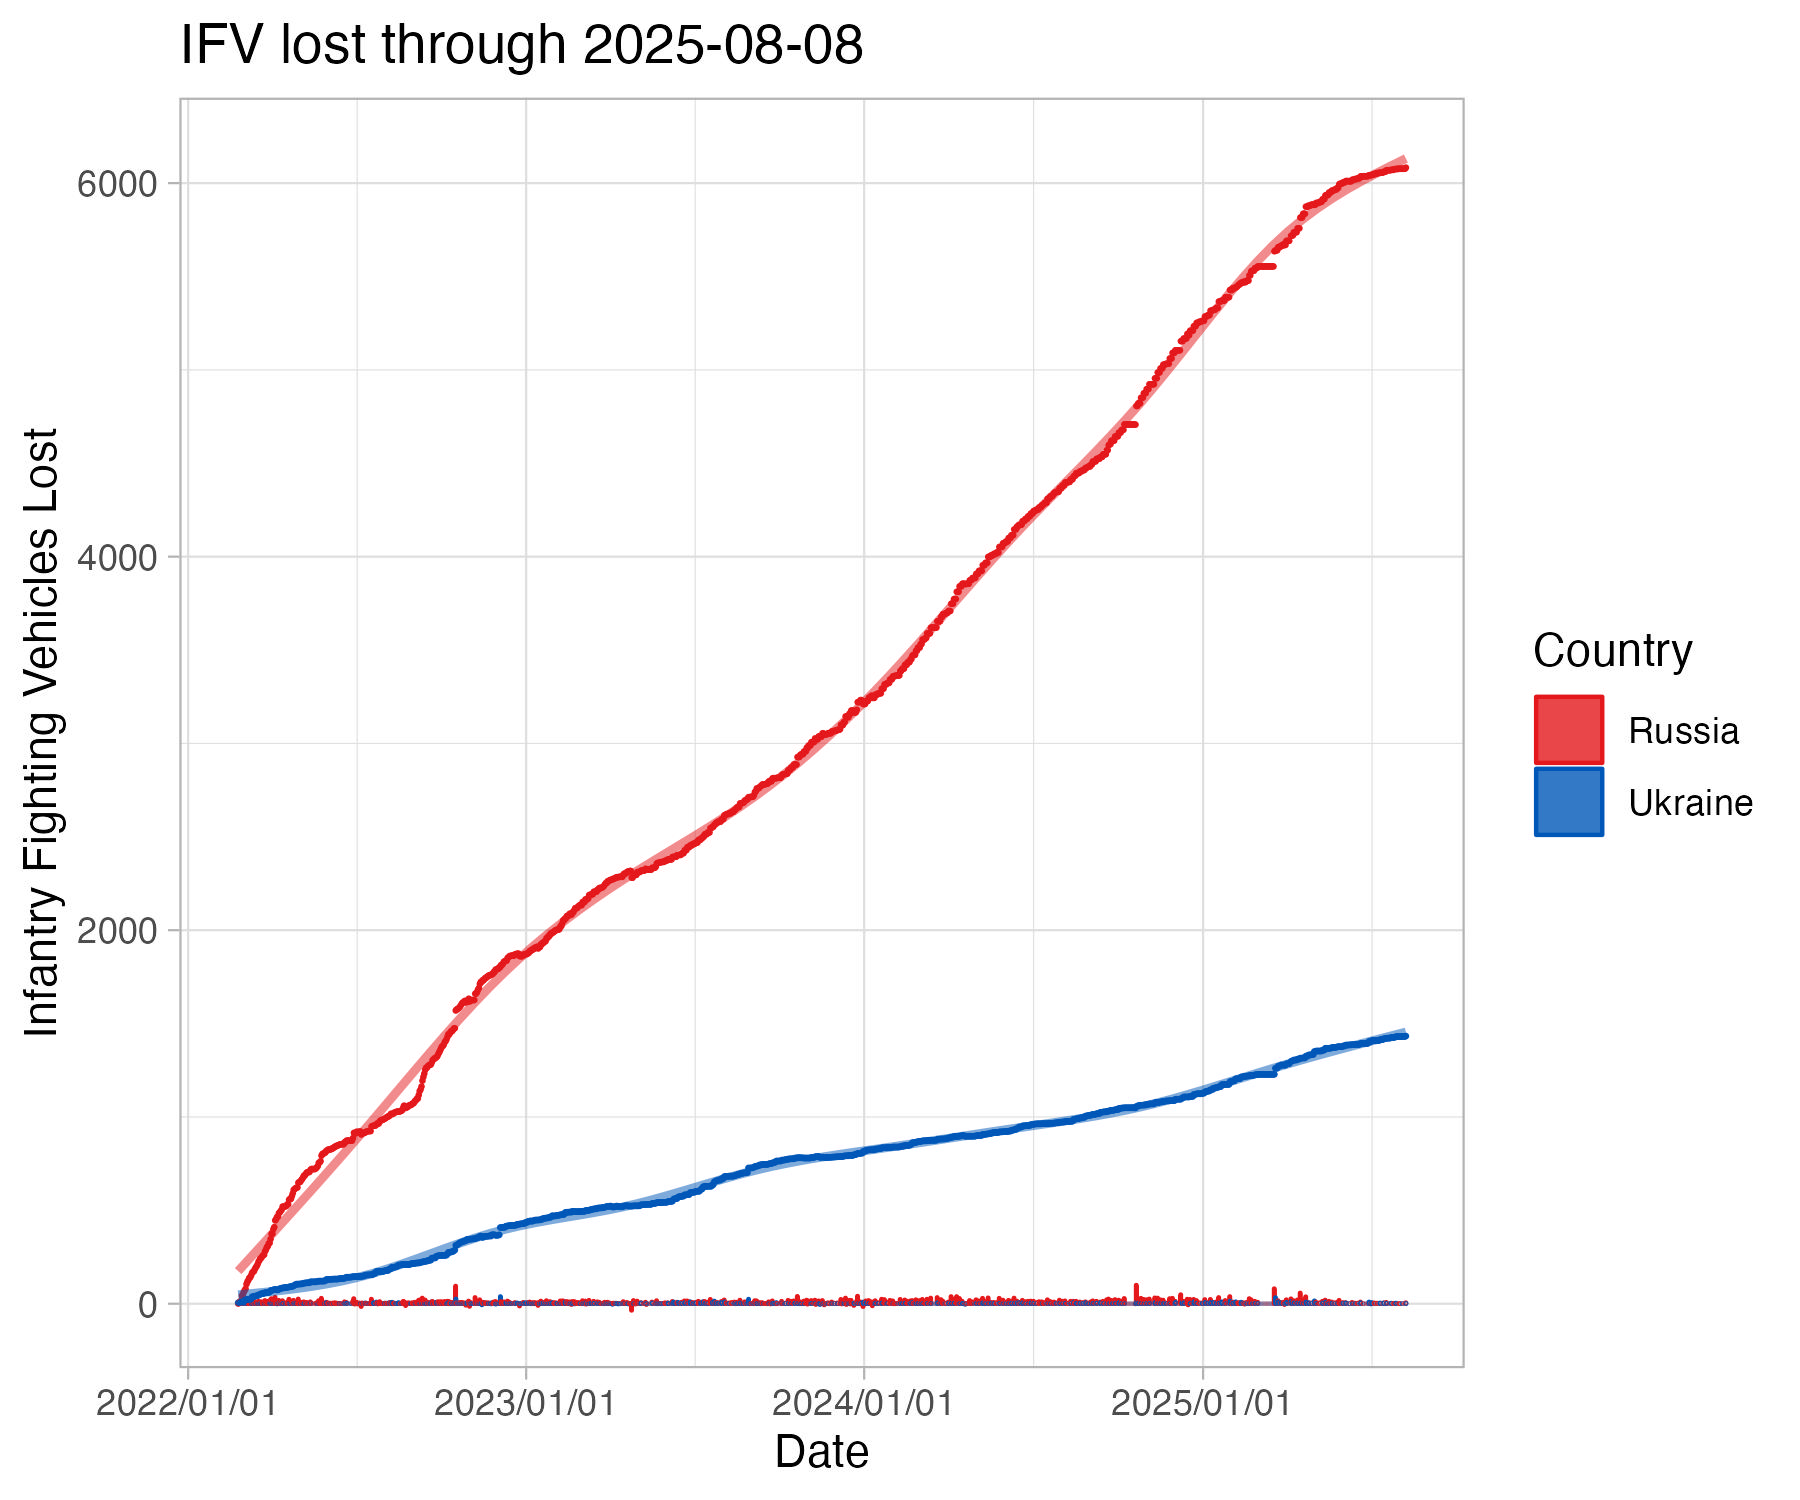 IFV lost through 2025-08-08
Infantry Fighting Vehicles Lost
6000
4000
2000
0
2022/01/01
2023/01/01
2024/01/01
2025/01/01
Date
Country
Russia
Ukraine